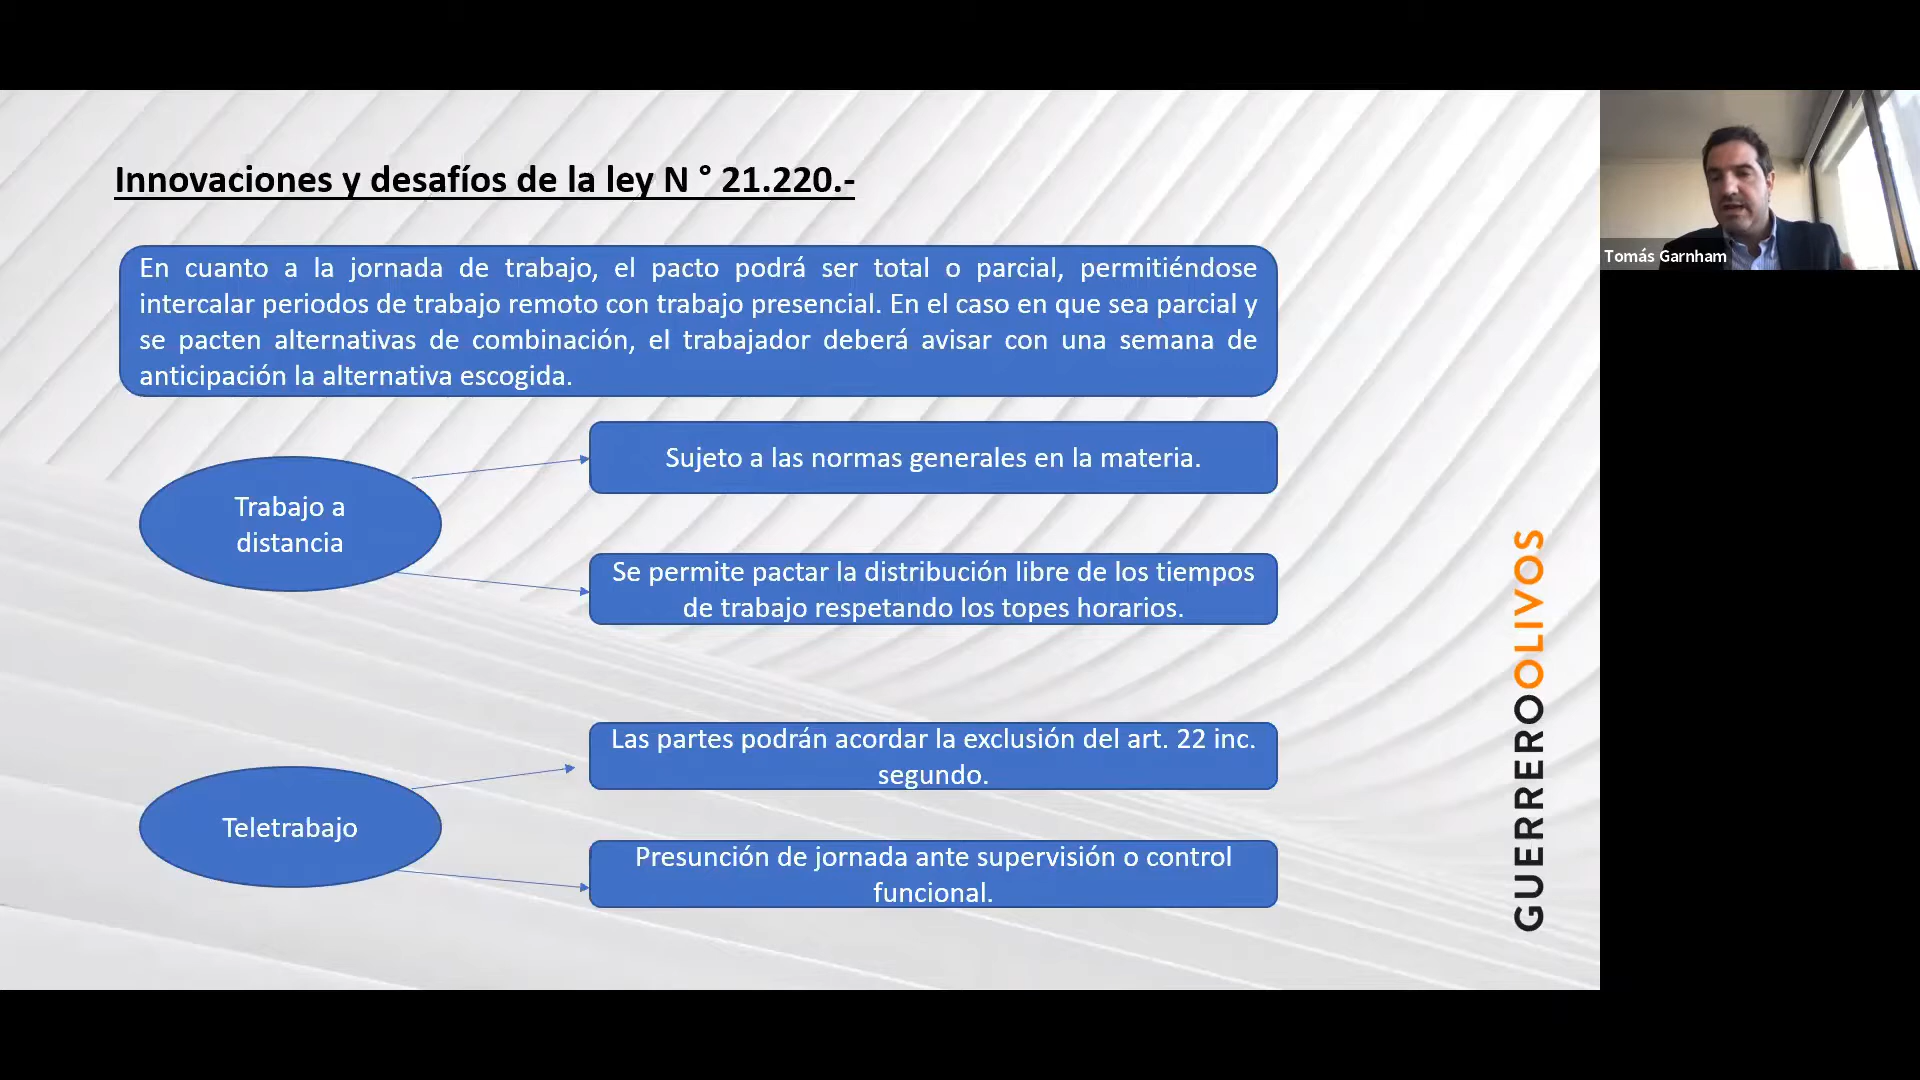 Innovaciones y desafíos de la ley N ° 21.220.-
En cuanto a la jornada de trabajo, el pacto podrá ser total o parcial, permitiéndose
intercalar periodos de trabajo remoto con trabajo presencial. En el caso en que sea parcial y
se pacten alternativas de combinación, el trabajador deberá avisar con una semana de
anticipación la alternativa escogida.
Trabajo a
distancia
Sujeto a las normas generales en la materia.
Se permite pactar la distribución libre de los tiempos
de trabajo respetando los topes horarios.
Teletrabajo
Las partes podrán acordar la exclusión del art. 22 inc.
segundo.
Presunción de jornada ante supervisión o control
funcional.
GUERREROOLIVOS
Tomás Garnham